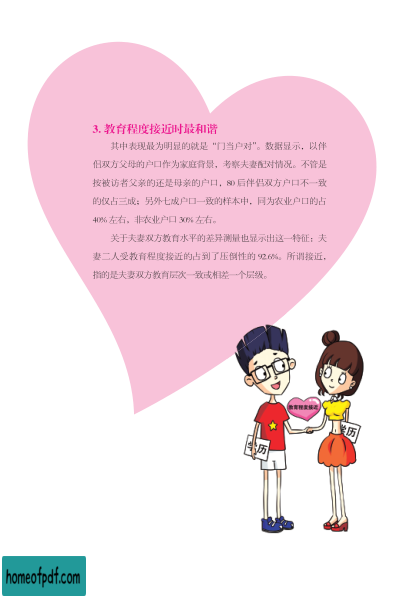 3. 教育程度接近时最和谐
其中表现最为明显的就是“门当户对”。数据显示，以伴
侣双方父母的户口作为家庭背景，考察夫妻配对情况。不管是
按被访者父亲的还是母亲的户口，80 后伴侣双方户口不一致
的仅占三成；另外七成户口一致的样本中，同为农业户口的占
40% 左右，非农业户口 30% 左右。
关于夫妻双方教育水平的差异测量也显示出这一特征：夫
妻二人受教育程度接近的占到了压倒性的 92.6%。所谓接近，
指的是夫妻双方教育层次一致或相差一个层级。
教育程度接近
学历
学历
homeofpdf.com